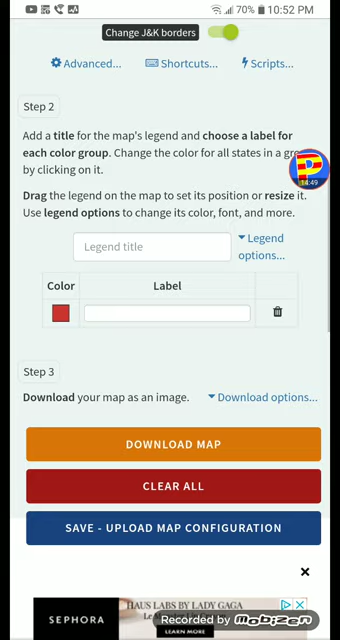 70% 10:52 PM
Change J&K borders
Advanced... Shortcuts... Scripts...
Step 2
Add a title for the map's legend and choose a label for
each color group. Change the color for all states in a gro
by clicking on it.
14:49
Drag the legend on the map to set its position or resize it.
Use legend options to change its color, font, and more.
Legend title
Legend
options...
Color Label
Step 3
Download your map as an image. Download options...
DOWNLOAD MAP
CLEAR ALL
SAVE - UPLOAD MAP CONFIGURATION
SEPHORA
HAUS LABS BY LADY GAGA
LEARN MORE
Recorded by mobizen